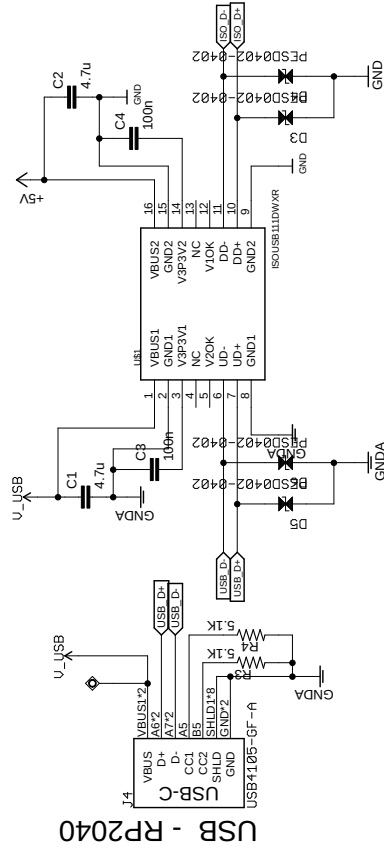 USB - RP2040
J4
USB-C
USB4105-GF-A
VBUS
D+
D-
CC1
CC2
SHLD
GND
VBUS1*2
A6*2
A7*2
A5
B5
SHLD1*8
GND*2
V_USB
USB_D+
USB_D-
5.1K
R4
5.1K
R3
GNDA
V_USB
C1
4.7u
GNDA
C3
100n
USB_D-
USB_D+
PESD0402-0402
PESD0402-0402
D5
GNDA
GNDA
1
2
3
4
5
6
7
8
U$1
VBUS1
GND1
V3P3V1
NC
V2OK
UD-
UD+
GND1
VBUS2
GND2
V3P3V2
NC
V1OK
DD-
DD+
GND2
ISOUSB111DWXR
16
15
14
13
12
11
10
9
+5V
C2
4.7u
GND
C4
100n
GND
ISO_D-
ISO_D+
PESD0402-0402
PESD0402-0402
D3
GND